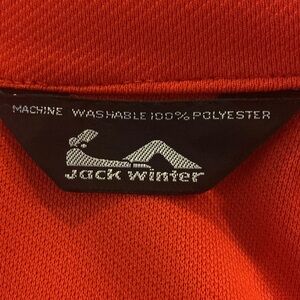 MACHINE WASHABLE 100% POLYESTER
Jack Winter